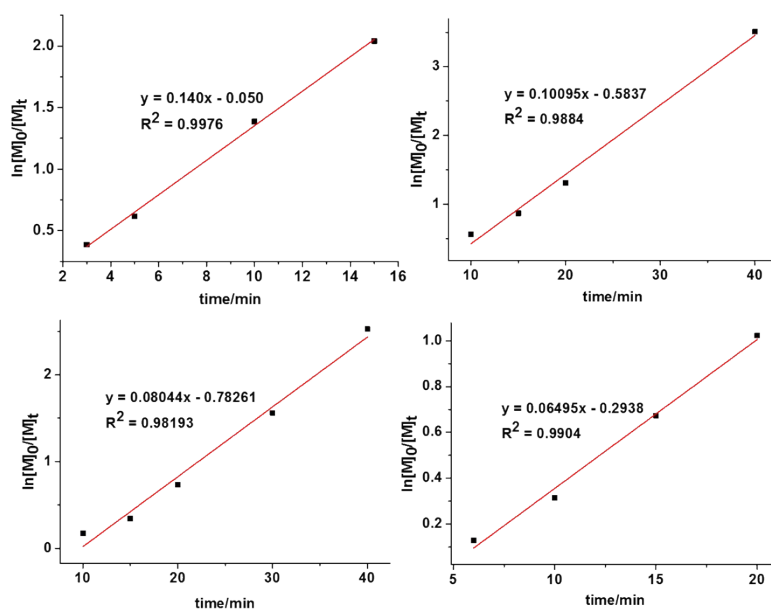 ln[M]0/[M]t
2.0
1.5
1.0
0.5
y = 0.140x - 0.050
R2 = 0.9976
2 4 6 8 10 12 14 16
time/min
ln[M]0/[M]t
3
2
1
y = 0.10095x - 0.5837
R2 = 0.9884
10 20 30 40
time/min
ln[M]0/[M]t
2
1
0
y = 0.08044x - 0.78261
R2 = 0.98193
10 20 30 40
time/min
ln[M]0/[M]t
1.0
0.8
0.6
0.4
0.2
y = 0.06495x - 0.2938
R2 = 0.9904
5 10 15 20
time/min